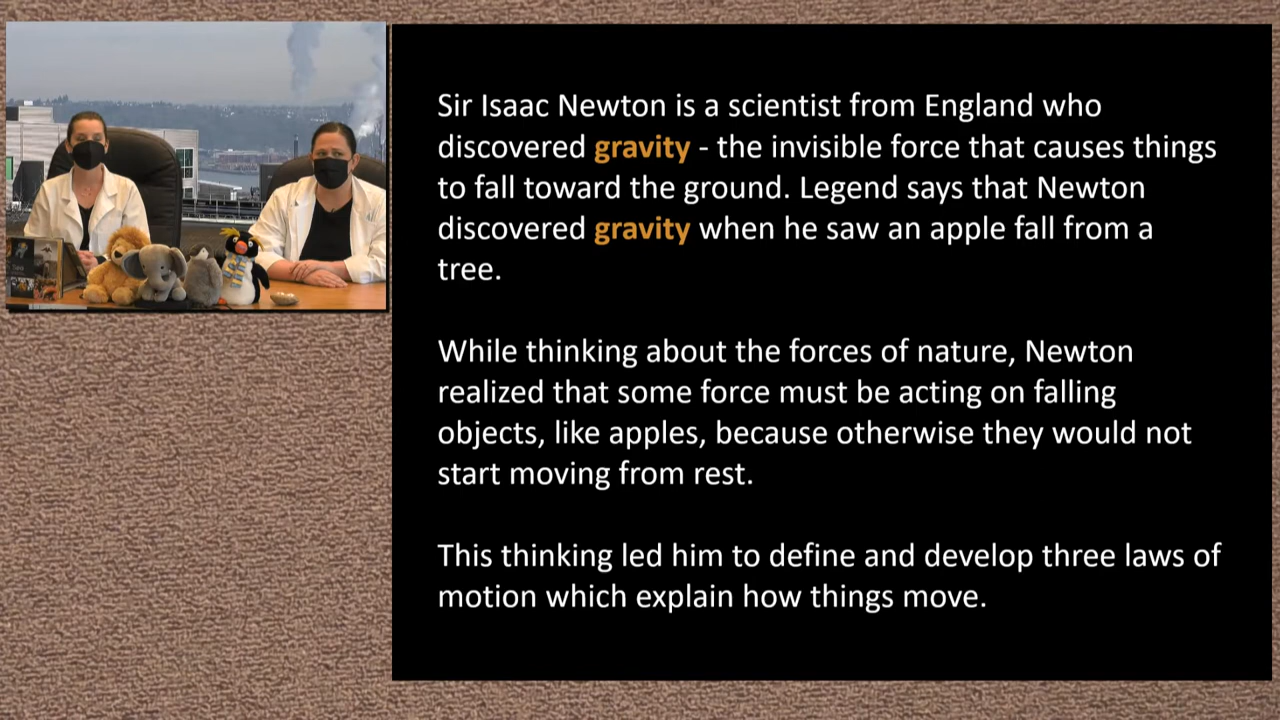 Sir Isaac Newton is a scientist from England who
discovered gravity - the invisible force that causes things
to fall toward the ground. Legend says that Newton
discovered gravity when he saw an apple fall from a
tree.
While thinking about the forces of nature, Newton
realized that some force must be acting on falling
objects, like apples, because otherwise they would not
start moving from rest.
This thinking led him to define and develop three laws of
motion which explain how things move.